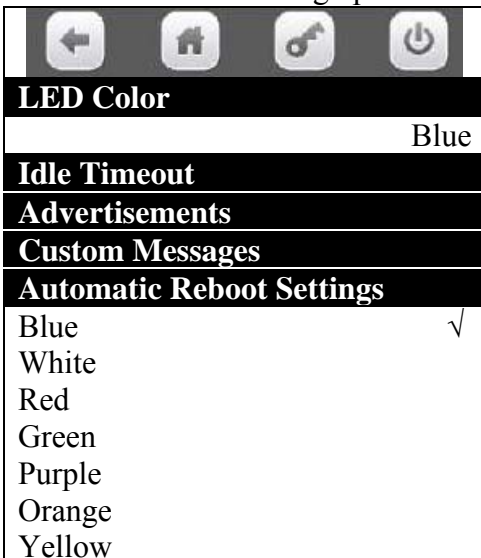 LED Color
Blue
Idle Timeout
Advertisements
Custom Messages
Automatic Reboot Settings
Blue √
White
Red
Green
Purple
Orange
Yellow